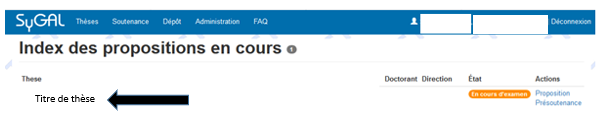 SyGAL Thèses Soutenance Dépôt Administration FAQ Déconnexion
Index des propositions en cours 1
These Doctorant Direction État Actions
Titre de thèse En cours d'examen Proposition
Présoutenance